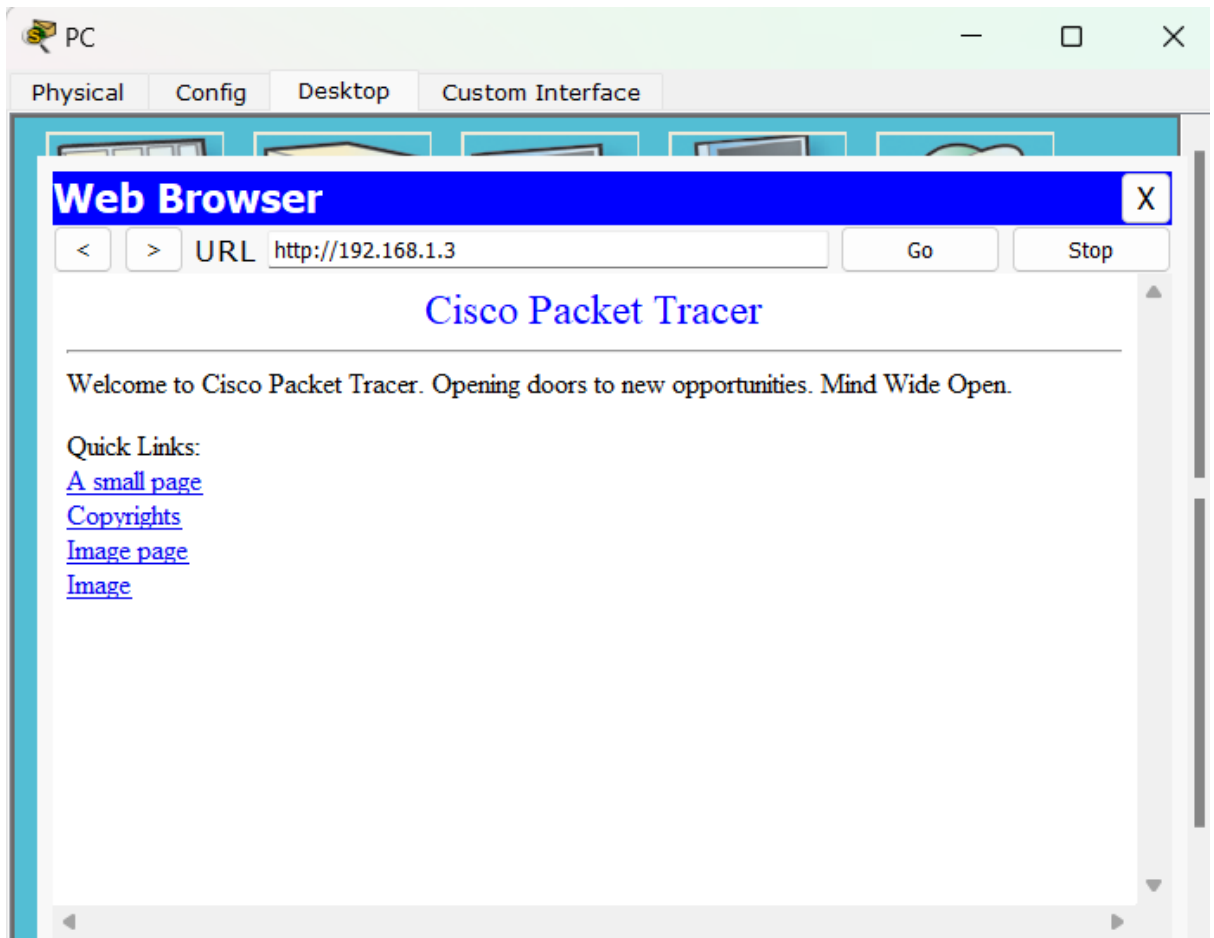 PC
Physical Config Desktop Custom Interface
Web Browser X
< > URL http://192.168.1.3 Go Stop
Cisco Packet Tracer
Welcome to Cisco Packet Tracer. Opening doors to new opportunities. Mind Wide Open.
Quick Links:
A small page
Copyrights
Image page
Image